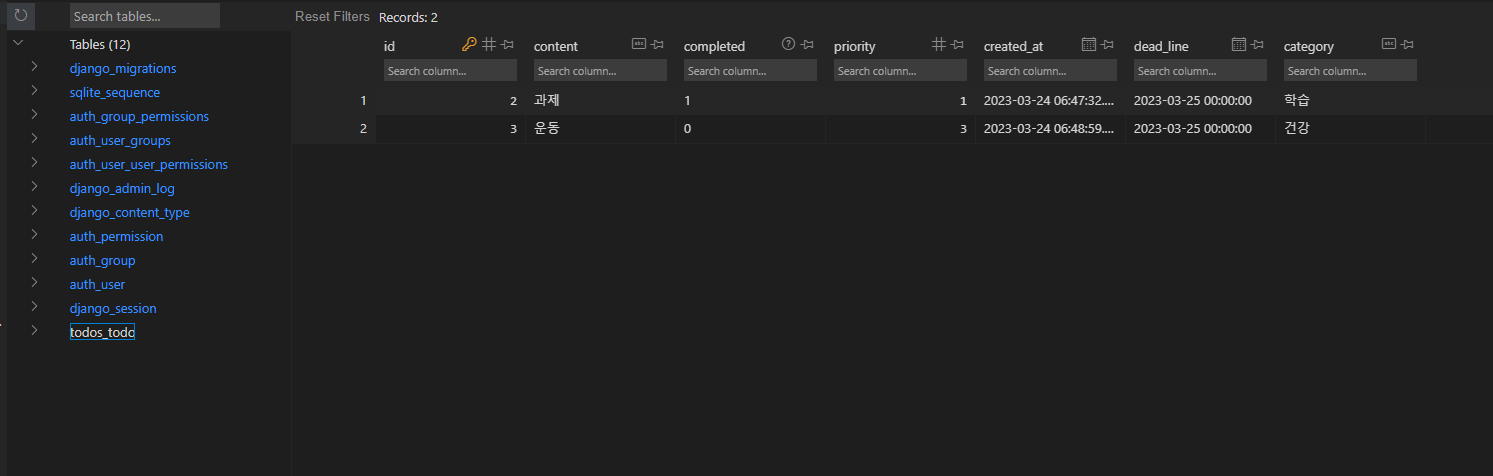 Search tables...
Reset Filters Records: 2
Tables (12)
django_migrations
sqlite_sequence
auth_group_permissions
auth_user_groups
auth_user_user_permissions
django_admin_log
django_content_type
auth_permission
auth_group
auth_user
django_session
todos_todo
id content completed priority created_at dead_line category
Search column... Search column... Search column... Search column... Search column... Search column... Search column...
1 2 과제 1 1 2023-03-24 06:47:32.... 2023-03-25 00:00:00 학습
2 3 운동 0 3 2023-03-24 06:48:59.... 2023-03-25 00:00:00 건강